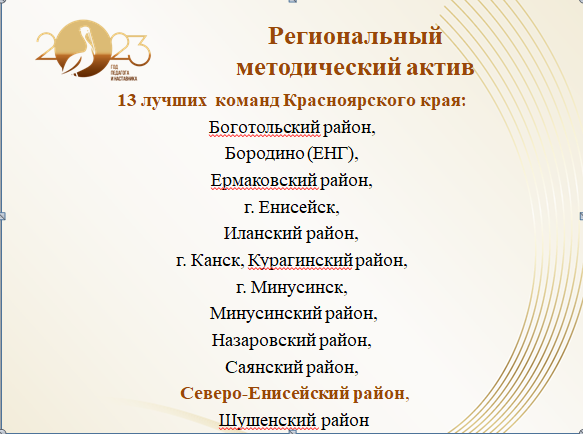 2023
ГОД
ПЕДАГОГА
И НАСТАВНИКА
Региональный
методический актив
13 лучших команд Красноярского края:
Боготольский район,
Бородино (ЕНГ),
Ермаковский район,
г. Енисейск,
Иланский район,
г. Канск, Курагинский район,
г. Минусинск,
Минусинский район,
Назаровский район,
Саянский район,
Северо-Енисейский район,
Шушенский район